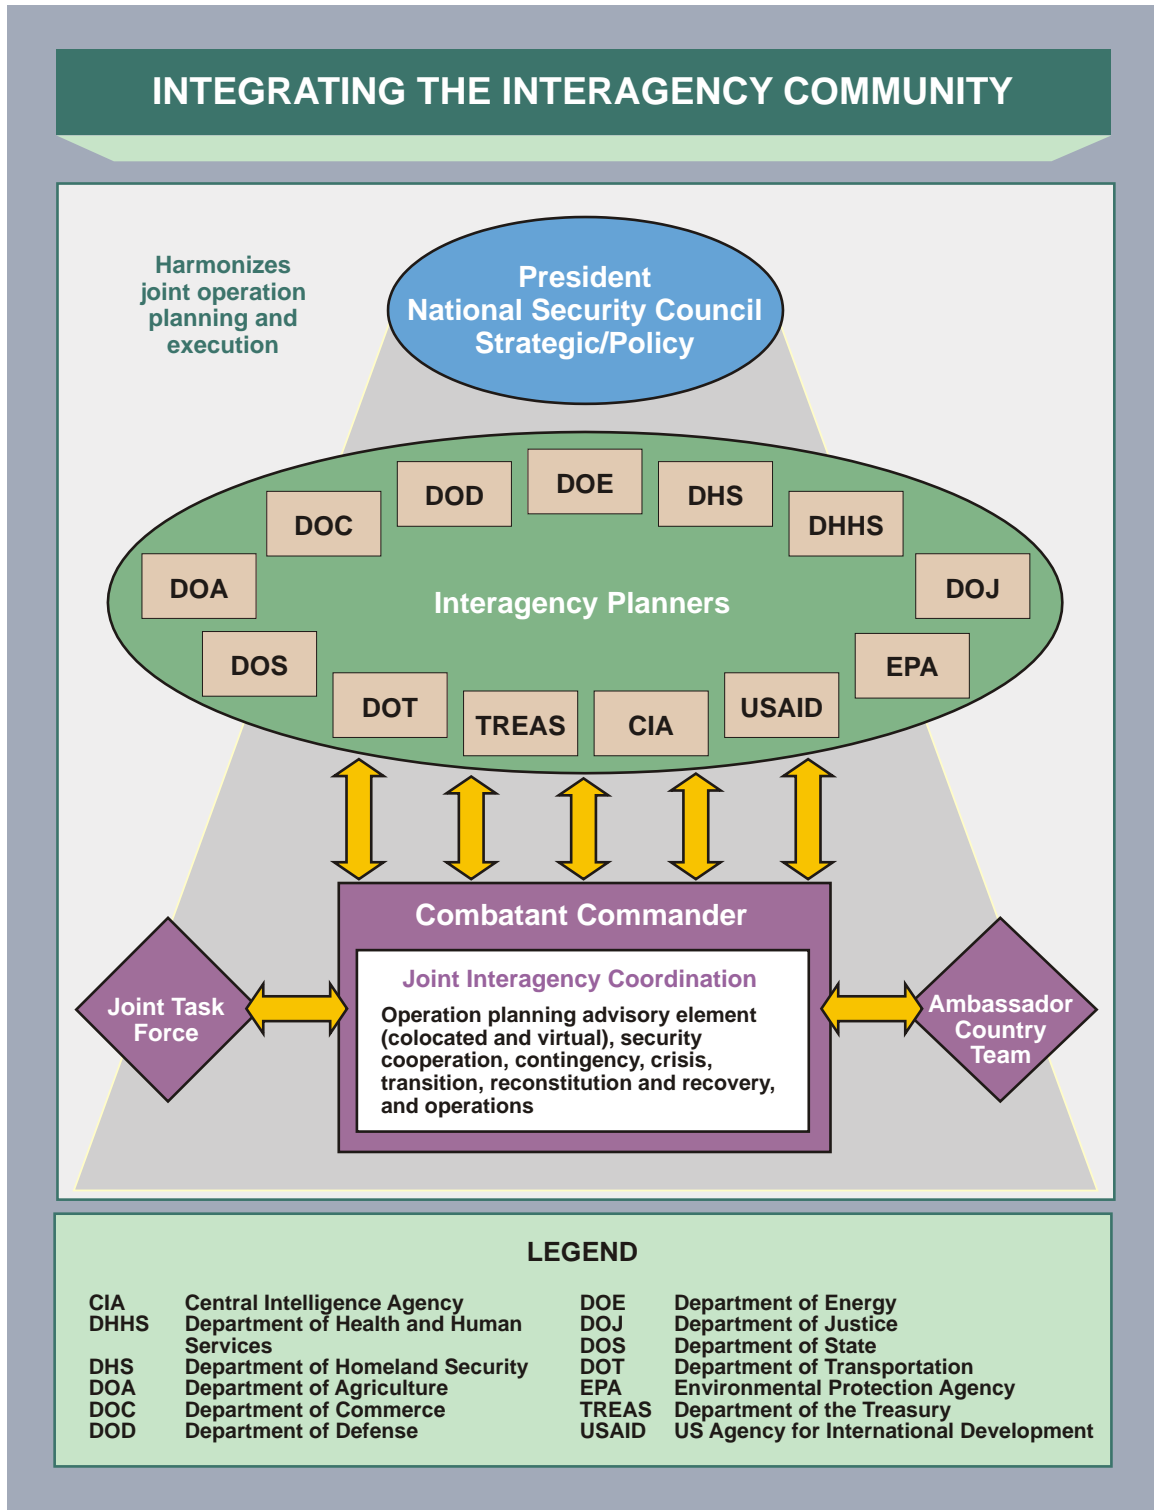 INTEGRATING THE INTERAGENCY COMMUNITY
Harmonizes
joint operation
planning and
execution
President
National Security Council
Strategic/Policy
DOE
DOD
DHS
DOC
DHHS
DOA
DOJ
Interagency Planners
DOS
EPA
DOT
USAID
TREAS
CIA
Combatant Commander
Joint Interagency Coordination
Operation planning advisory element
(colocated and virtual), security
cooperation, contingency, crisis,
transition, reconstitution and recovery,
and operations
Joint Task
Force
Ambassador
Country
Team
LEGEND
CIA Central Intelligence Agency
DHHS Department of Health and Human
Services
DHS Department of Homeland Security
DOA Department of Agriculture
DOC Department of Commerce
DOD Department of Defense
DOE Department of Energy
DOJ Department of Justice
DOS Department of State
DOT Department of Transportation
EPA Environmental Protection Agency
TREAS Department of the Treasury
USAID US Agency for International Development